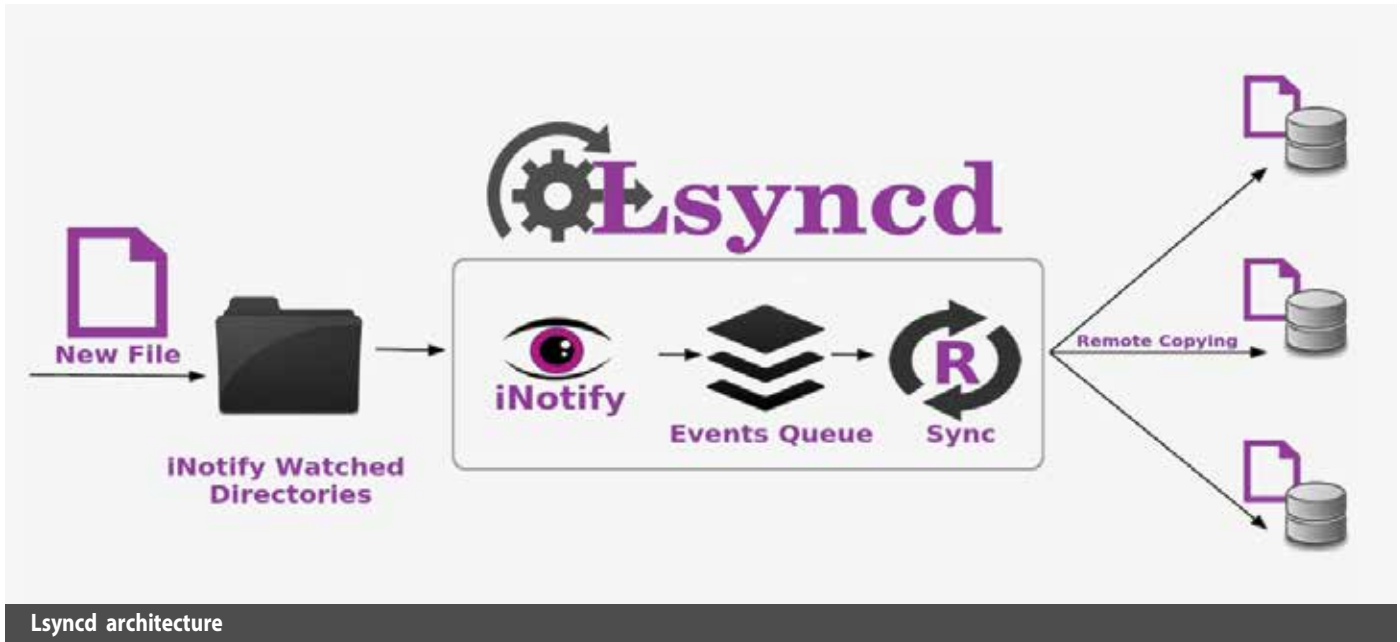 Lsyncd
New File
iNotify Watched
Directories
iNotify
Events Queue
R
Sync
Remote Copying
Lsyncd architecture